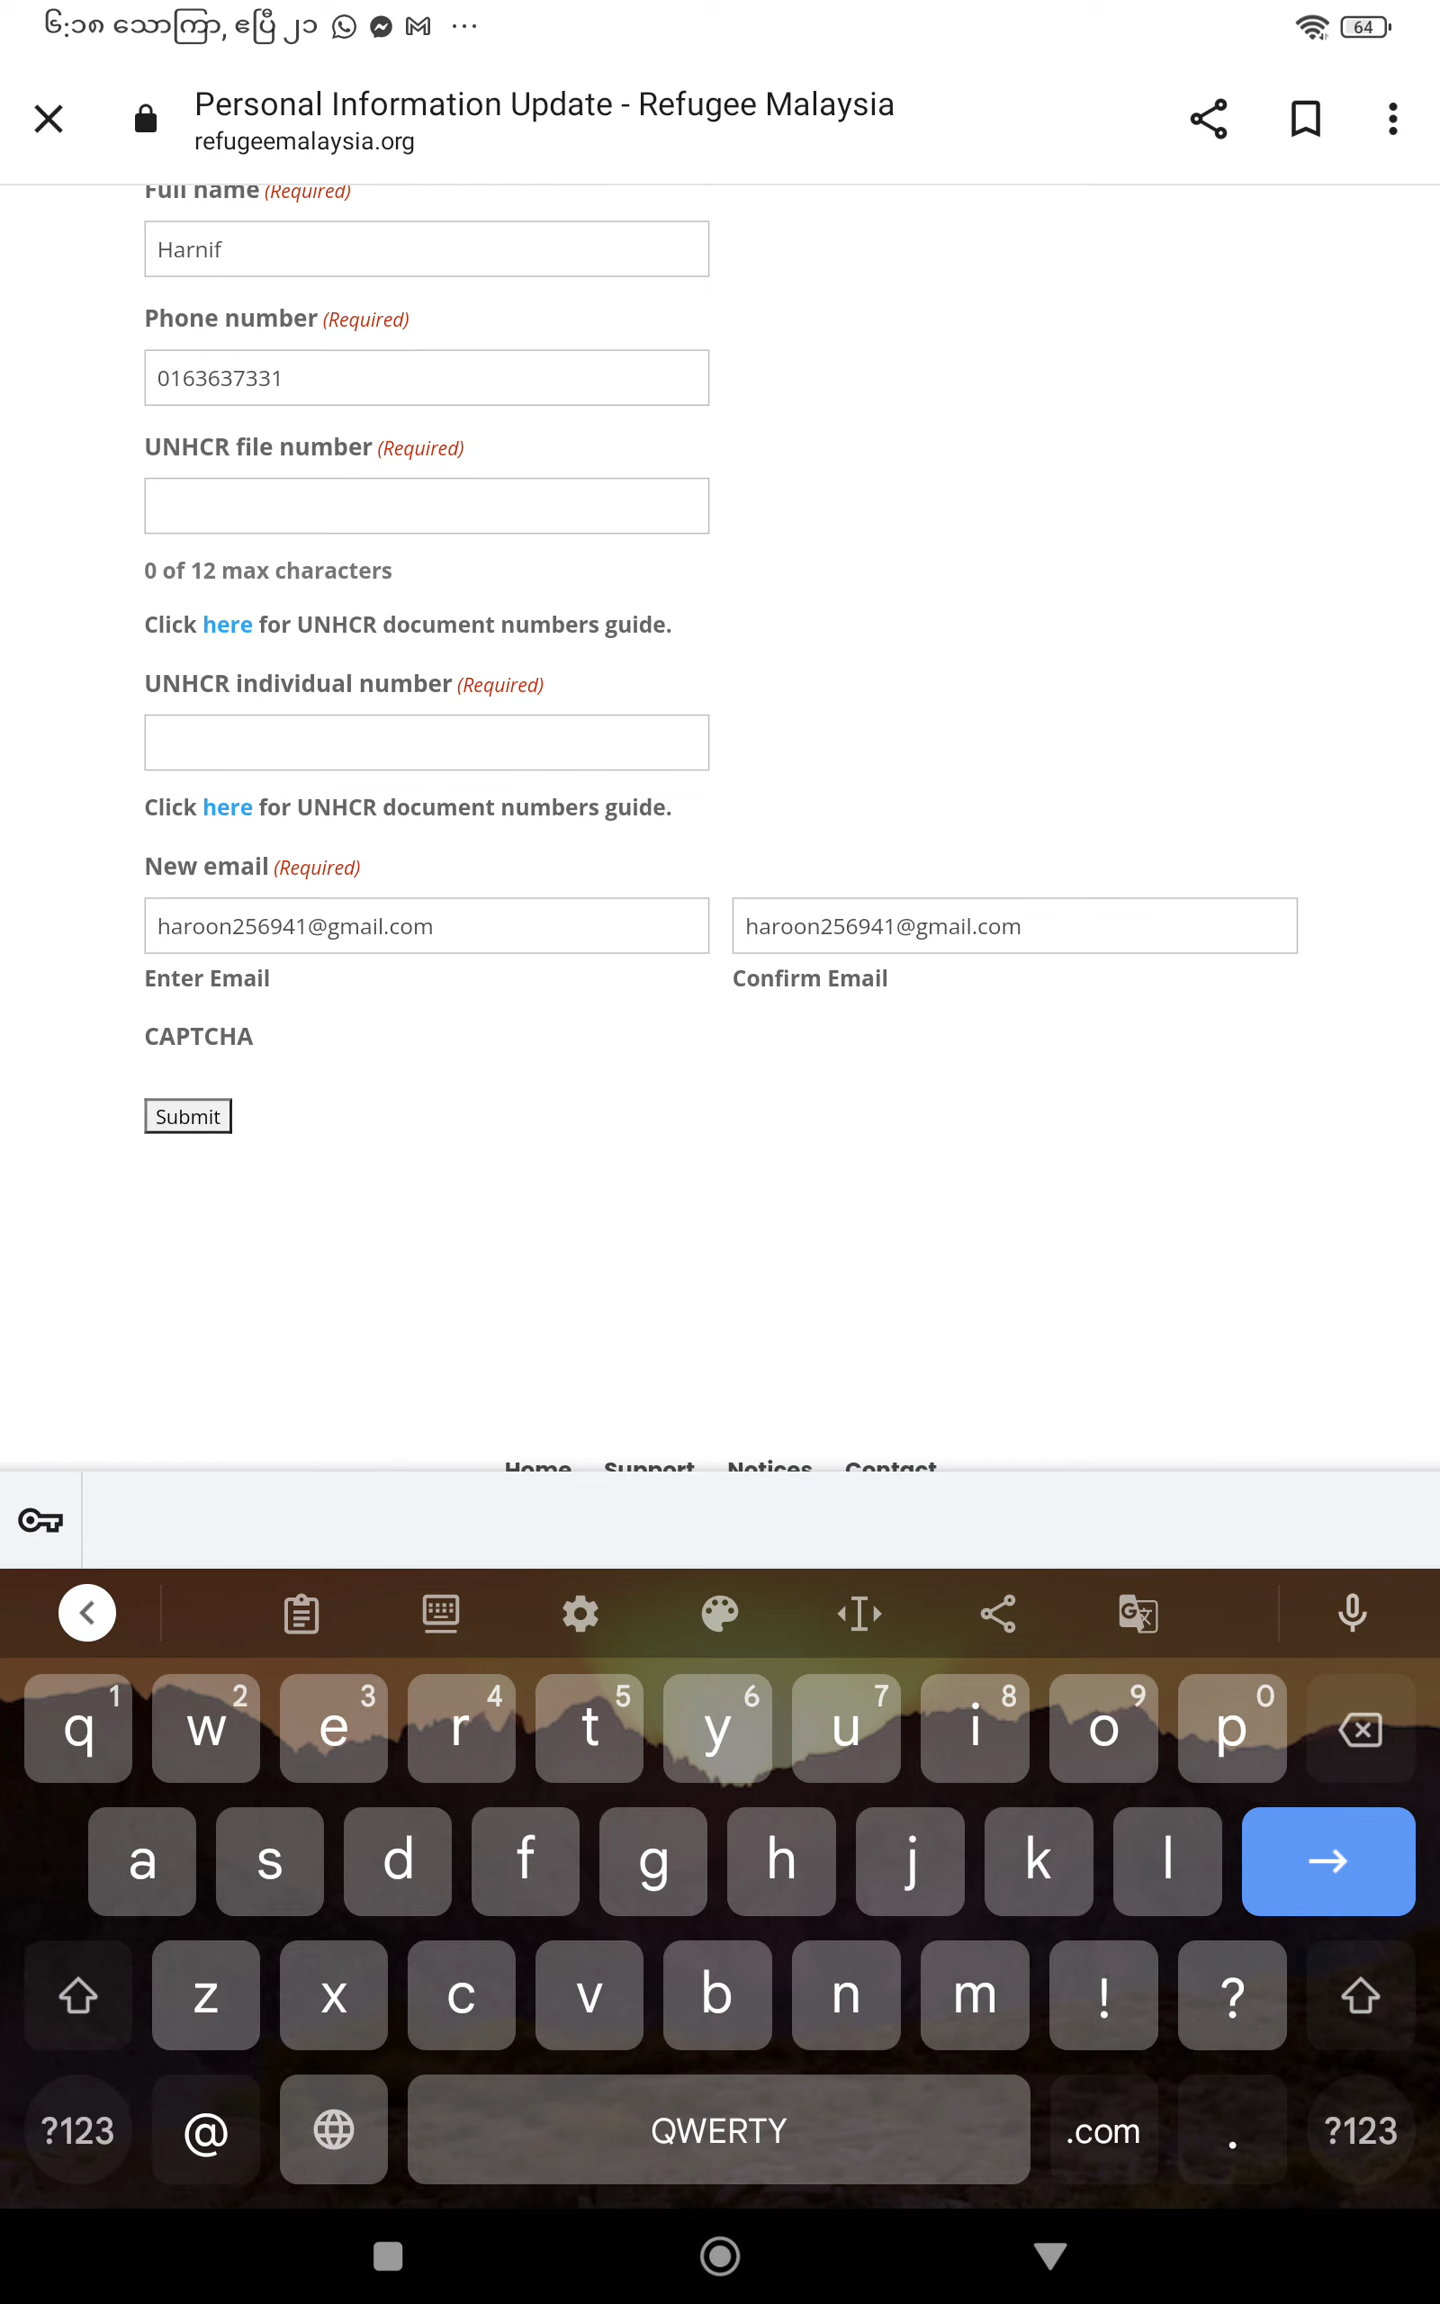 ၆:၁၈ သောကြာ, ဧပြီ ၂၁
64
Personal Information Update - Refugee Malaysia
refugeemalaysia.org
Full name (Required)
Harnif
Phone number (Required)
0163637331
UNHCR file number (Required)
0 of 12 max characters
Click here for UNHCR document numbers guide.
UNHCR individual number (Required)
Click here for UNHCR document numbers guide.
New email (Required)
haroon256941@gmail.com haroon256941@gmail.com
Enter Email Confirm Email
CAPTCHA
Submit
Home Support Notices Contact
1 2 3 4 5 6 7 8 9 0
q w e r t y u i o p
a s d f g h j k l
z x c v b n m ! ?
?123 @ QWERTY .com . ?123